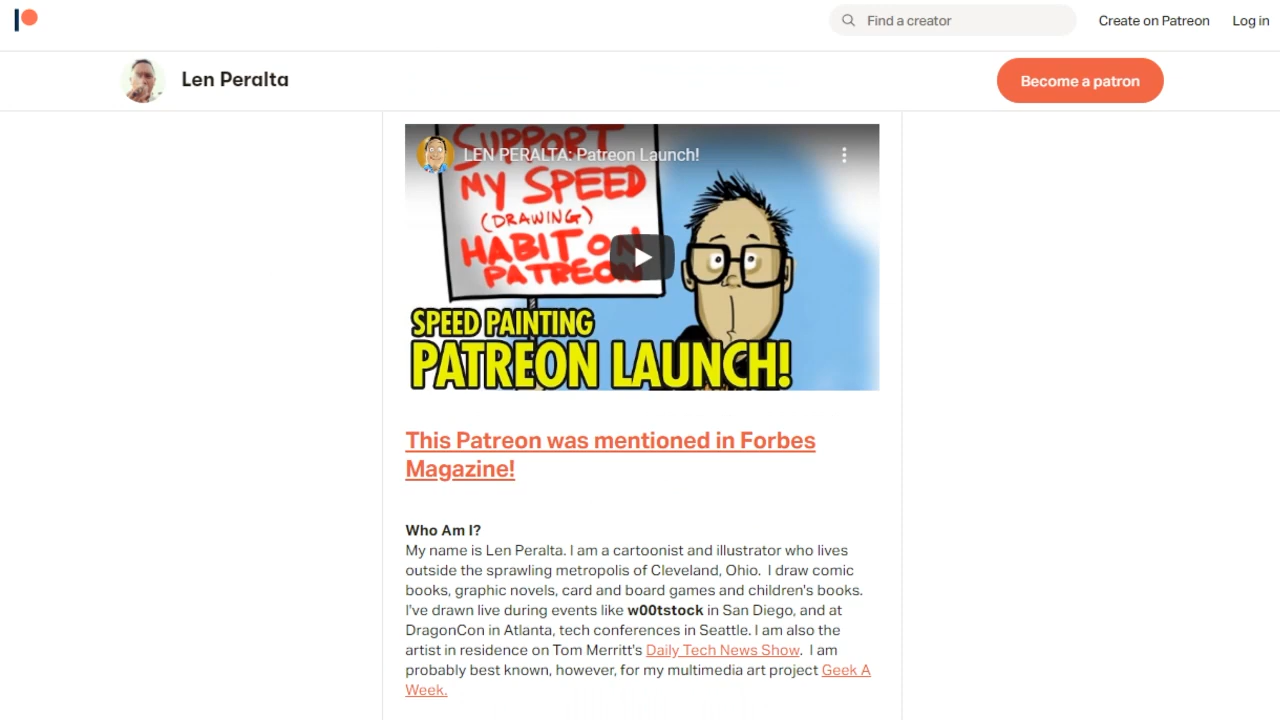 Find a creator
Create on Patreon
Log in
Len Peralta
Become a patron
LEN PERALTA: Patreon Launch!
SUPPORT
MY SPEED
(DRAWING)
HABIT ON
PATREON
SPEED PAINTING
PATREON LAUNCH!
This Patreon was mentioned in Forbes
Magazine!
Who Am I?
My name is Len Peralta. I am a cartoonist and illustrator who lives
outside the sprawling metropolis of Cleveland, Ohio.  I draw comic
books, graphic novels, card and board games and children's books.
I've drawn live during events like w00tstock in San Diego, and at
DragonCon in Atlanta, tech conferences in Seattle. I am also the
artist in residence on Tom Merritt's Daily Tech News Show.  I am
probably best known, however, for my multimedia art project Geek A
Week.